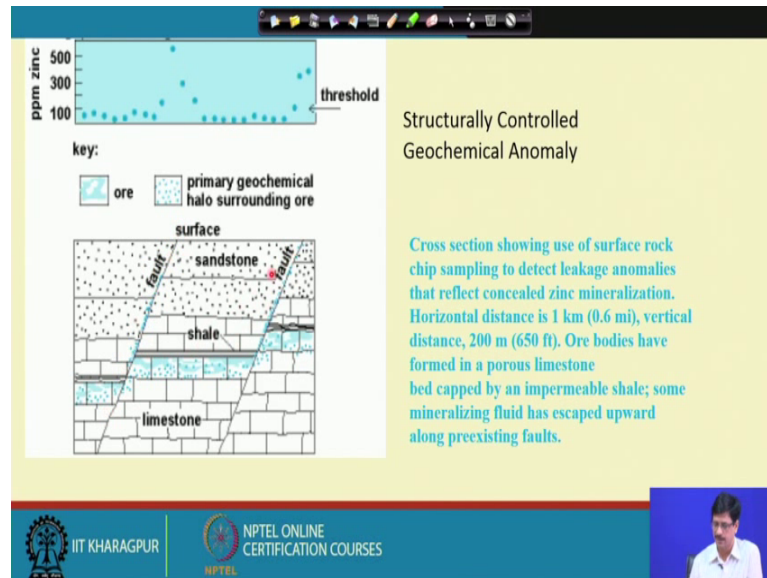 500
300
100
ppm zinc
threshold
key:
ore
primary geochemical
halo surrounding ore
surface
fault
sandstone
fault
shale
limestone
Structurally Controlled
Geochemical Anomaly
Cross section showing use of surface rock
chip sampling to detect leakage anomalies
that reflect concealed zinc mineralization.
Horizontal distance is 1 km (0.6 mi), vertical
distance, 200 m (650 ft). Ore bodies have
formed in a porous limestone
bed capped by an impermeable shale; some
mineralizing fluid has escaped upward
along preexisting faults.
IIT KHARAGPUR
NPTEL
NPTEL ONLINE
CERTIFICATION COURSES